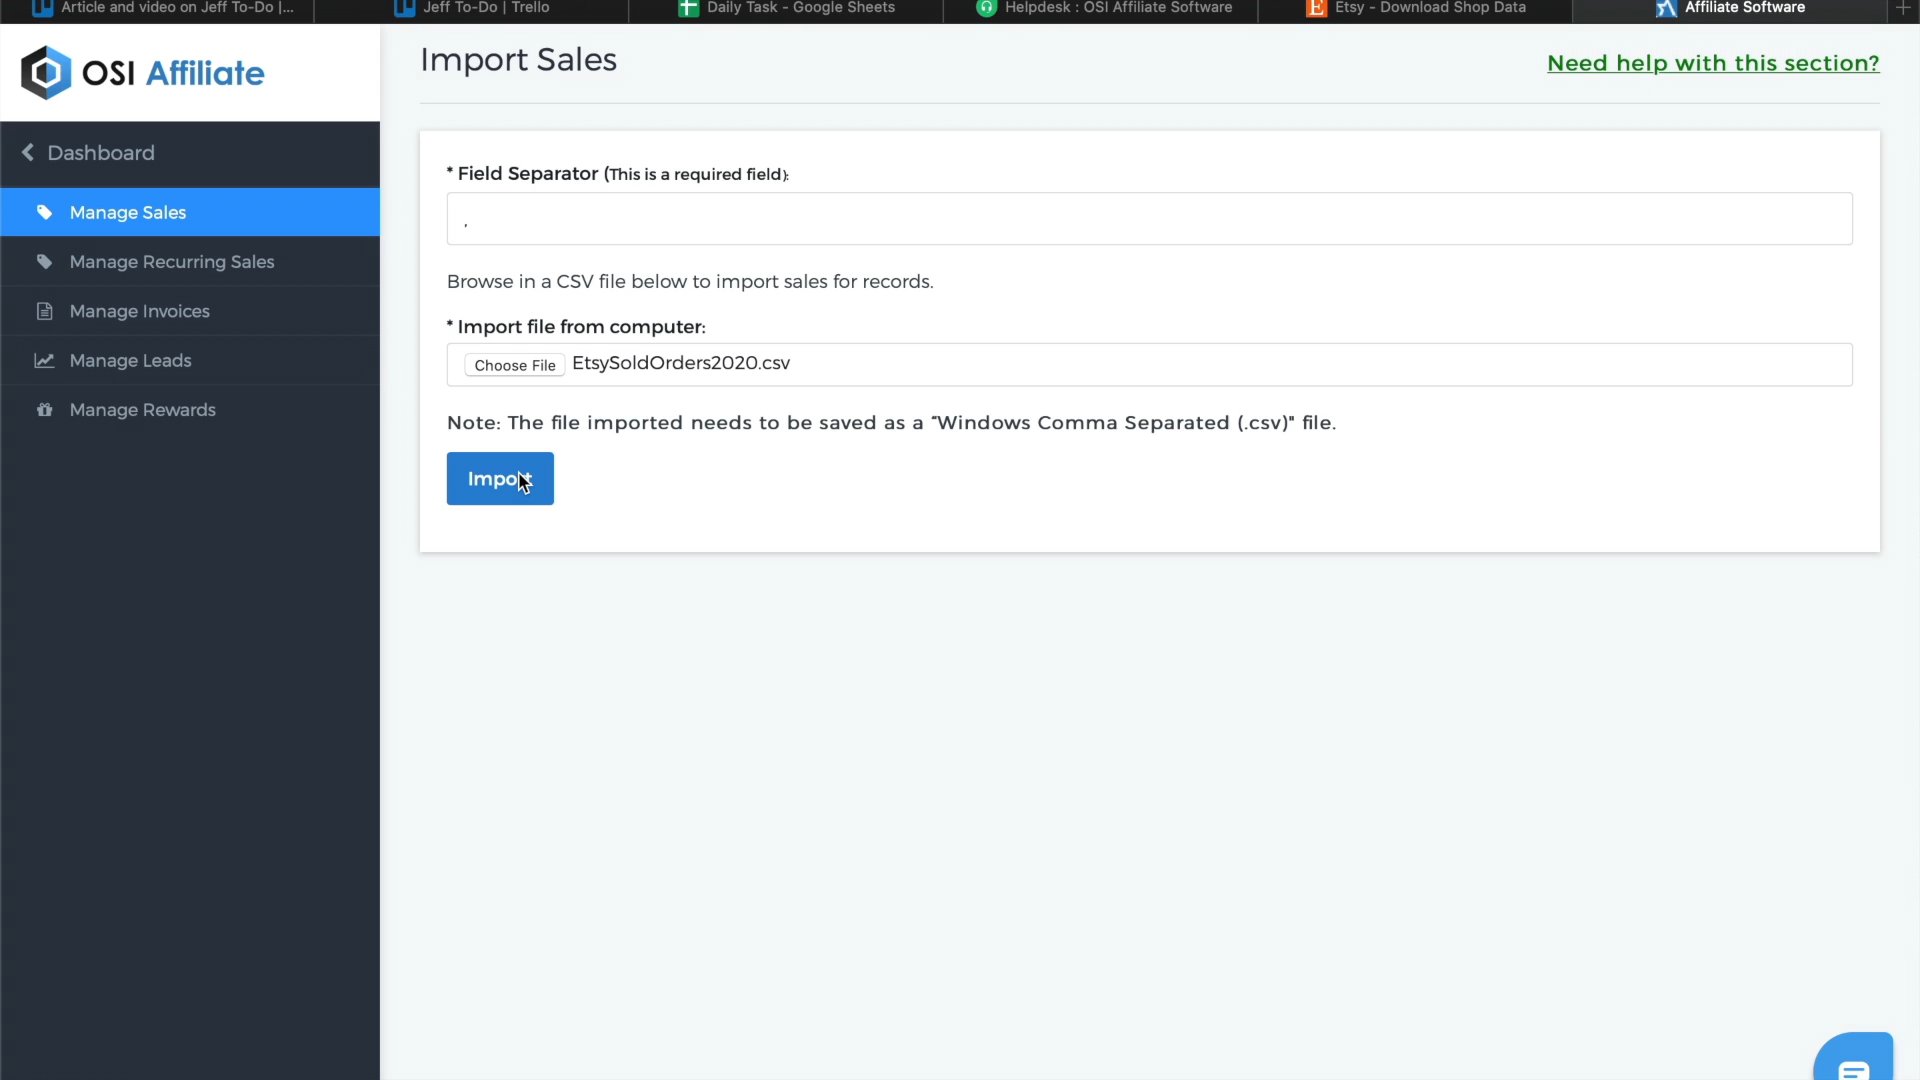 Article and video on Jeff To-Do |...
Jeff To-Do | Trello
Daily Task - Google Sheets
Helpdesk : OSI Affiliate Software
Etsy - Download Shop Data
Affiliate Software
OSI Affiliate
Import Sales
Need help with this section?
Dashboard
Manage Sales
Manage Recurring Sales
Manage Invoices
Manage Leads
Manage Rewards
* Field Separator (This is a required field):
,
Browse in a CSV file below to import sales for records.
* Import file from computer:
Choose File EtsySoldOrders2020.csv
Note: The file imported needs to be saved as a “Windows Comma Separated (.csv)" file.
Import